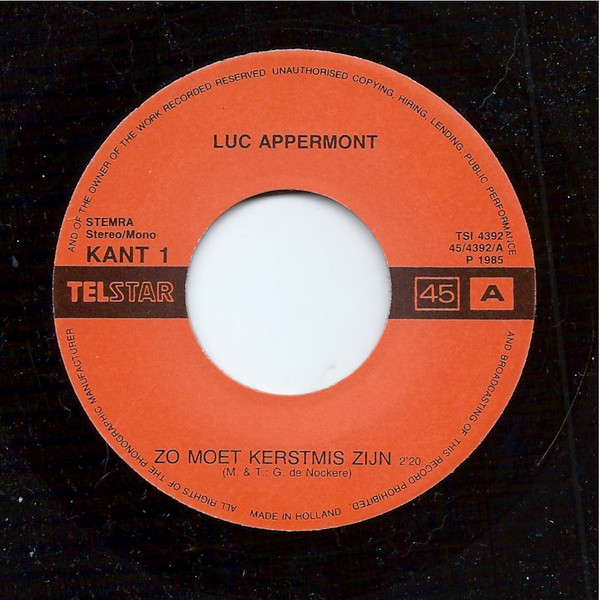 ALL RIGHTS OF THE PHONOGRAPHIC MANUFACTURER AND OF THE OWNER OF THE WORK RECORDED RESERVED. UNAUTHORISED COPYING, HIRING, LENDING, PUBLIC PERFORMANCE AND BROADCASTING OF THIS RECORD PROHIBITED
LUC APPERMONT
STEMRA
Stereo/Mono
KANT 1
TSI 4392
45/4392/A
P 1985
TELSTAR
45 A
ZO MOET KERSTMIS ZIJN 2'20
(M. & T.: G. de Nockere)
MADE IN HOLLAND